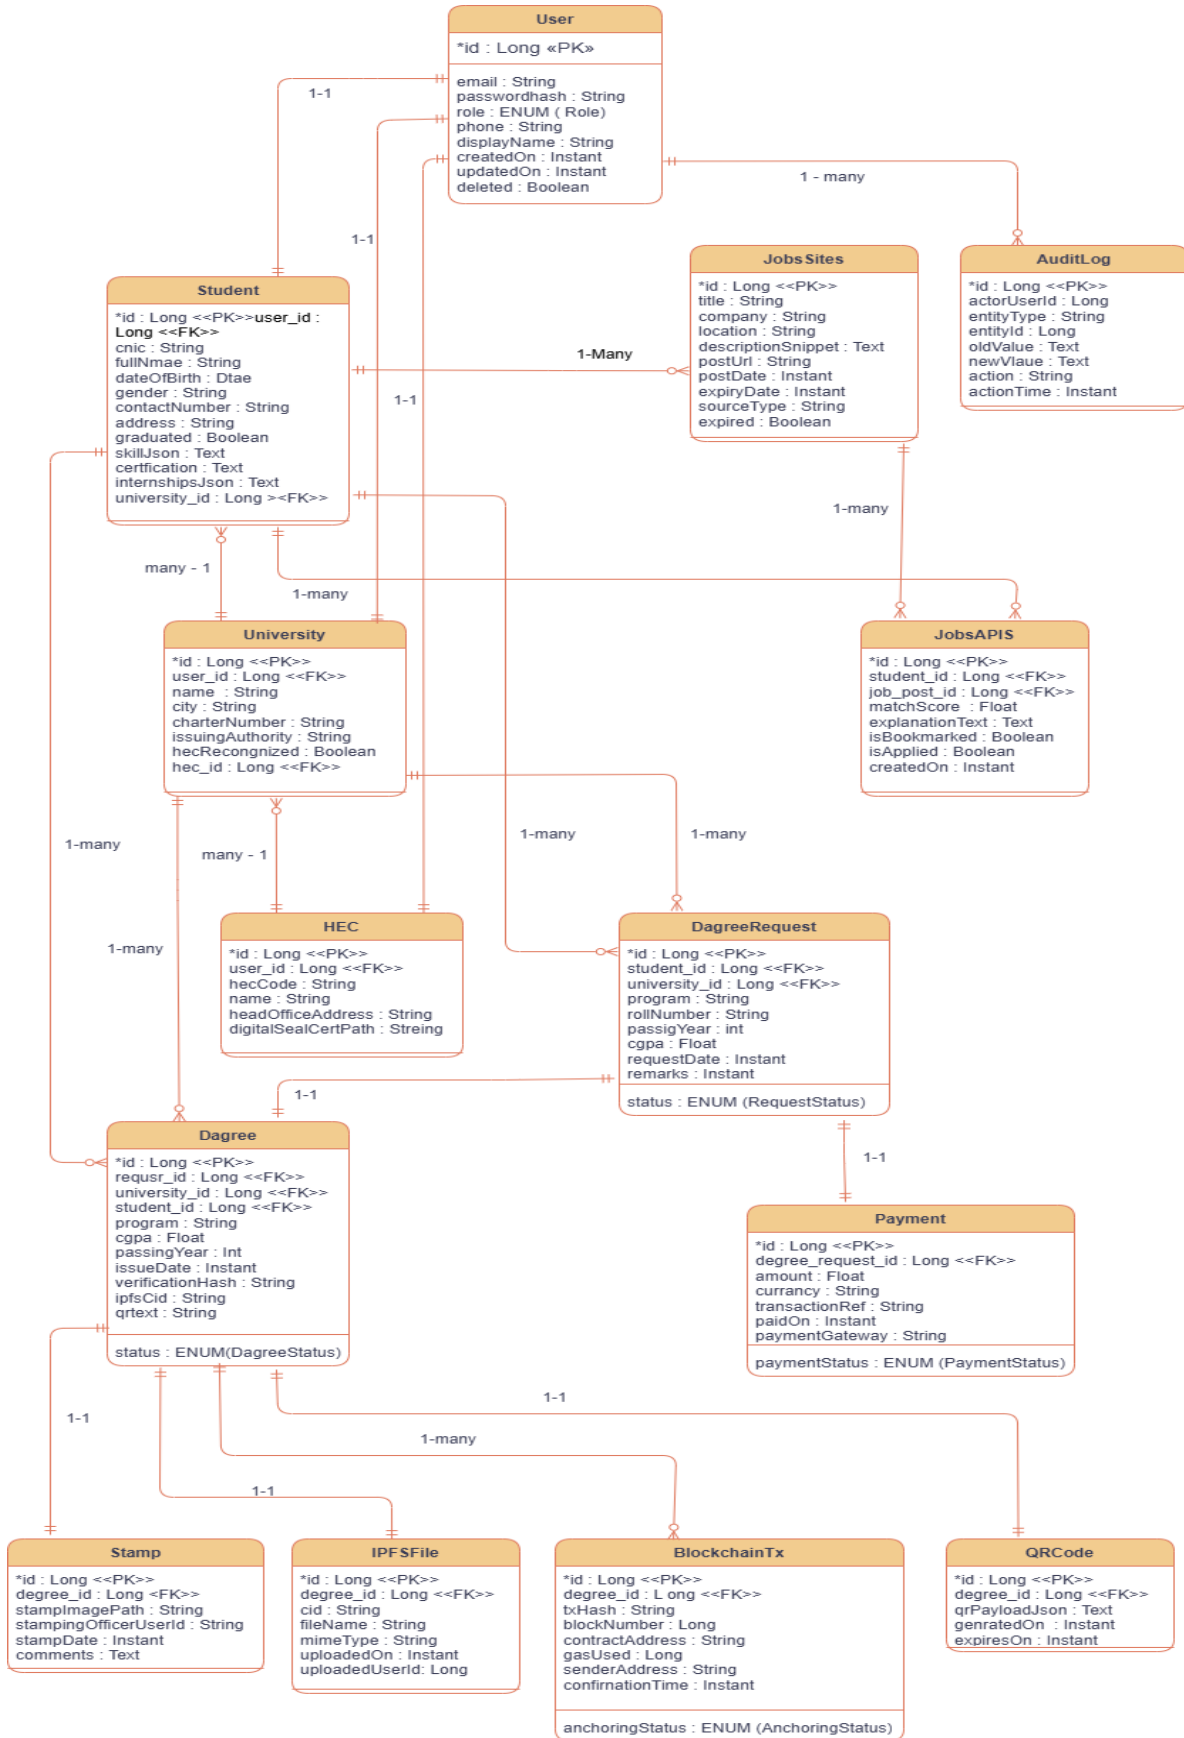 User
*id : Long «PK»
email : String
passwordhash : String
role : ENUM ( Role)
phone : String
displayName : String
createdOn : Instant
updatedOn : Instant
deleted : Boolean
1-1
1-1
1-1
1 - many
Student
*id : Long <<PK>>user_id :
Long <<FK>>
cnic : String
fullNmae : String
dateOfBirth : Dtae
gender : String
contactNumber : String
address : String
graduated : Boolean
skillJson : Text
certfication : Text
internshipsJson : Text
university_id : Long ><FK>>
1-Many
JobsSites
*id : Long <<PK>>
title : String
company : String
location : String
descriptionSnippet : Text
postUrl : String
postDate : Instant
expiryDate : Instant
sourceType : String
expired : Boolean
AuditLog
*id : Long <<PK>>
actorUserId : Long
entityType : String
entityId : Long
oldValue : Text
newVlaue : Text
action : String
actionTime : Instant
1-many
many - 1
1-many
University
*id : Long <<PK>>
user_id : Long <<FK>>
name : String
city : String
charterNumber : String
issuingAuthority : String
hecRecongnized : Boolean
hec_id : Long <<FK>>
JobsAPIS
*id : Long <<PK>>
student_id : Long <<FK>>
job_post_id : Long <<FK>>
matchScore : Float
explanationText : Text
isBookmarked : Boolean
isApplied : Boolean
createdOn : Instant
1-many
many - 1
1-many
1-many
1-many
HEC
*id : Long <<PK>>
user_id : Long <<FK>>
hecCode : String
name : String
headOfficeAddress : String
digitalSealCertPath : Streing
DagreeRequest
*id : Long <<PK>>
student_id : Long <<FK>>
university_id : Long <<FK>>
program : String
rollNumber : String
passigYear : int
cgpa : Float
requestDate : Instant
remarks : Instant
status : ENUM (RequestStatus)
1-1
1-1
Dagree
*id : Long <<PK>>
requsr_id : Long <<FK>>
university_id : Long <<FK>>
student_id : Long <<FK>>
program : String
cgpa : Float
passingYear : Int
issueDate : Instant
verificationHash : String
ipfsCid : String
qrtext : String
status : ENUM(DagreeStatus)
Payment
*id : Long <<PK>>
degree_request_id : Long <<FK>>
amount : Float
currancy : String
transactionRef : String
paidOn : Instant
paymentGateway : String
paymentStatus : ENUM (PaymentStatus)
1-1
1-1
1-many
1-1
Stamp
*id : Long <<PK>>
degree_id : Long <FK>>
stampImagePath : String
stampingOfficerUserId : String
stampDate : Instant
comments : Text
IPFSFile
*id : Long <<PK>>
degree_id : Long <<FK>>
cid : String
fileName : String
mimeType : String
uploadedOn : Instant
uploadedUserId: Long
BlockchainTx
*id : Long <<PK>>
degree_id : Long <<FK>>
txHash : String
blockNumber : Long
contractAddress : String
gasUsed : Long
senderAddress : String
confirnationTime : Instant
anchoringStatus : ENUM (AnchoringStatus)
QRCode
*id : Long <<PK>>
degree_id : Long <<FK>>
qrPayloadJson : Text
genratedOn : Instant
expiresOn : Instant